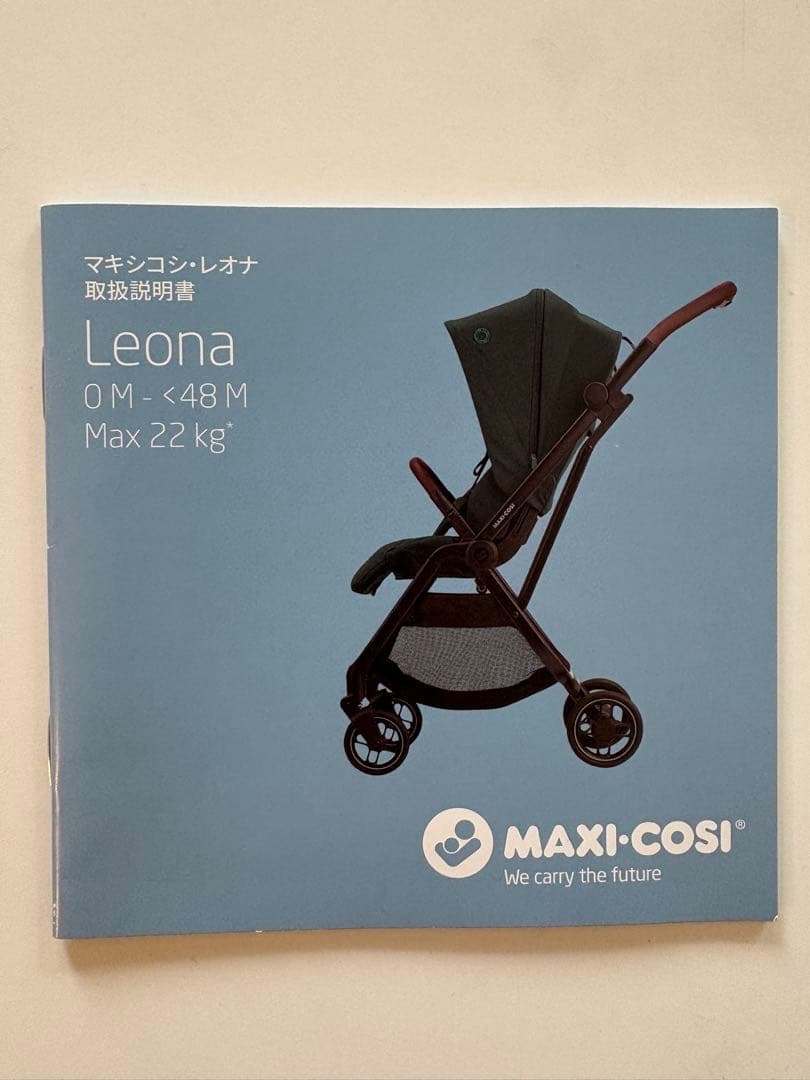 マキシコシ・レオナ
取扱説明書
Leona
0 M - <48 M
Max 22 kg*
MAXI-COSI
MAXI·COSI®
We carry the future